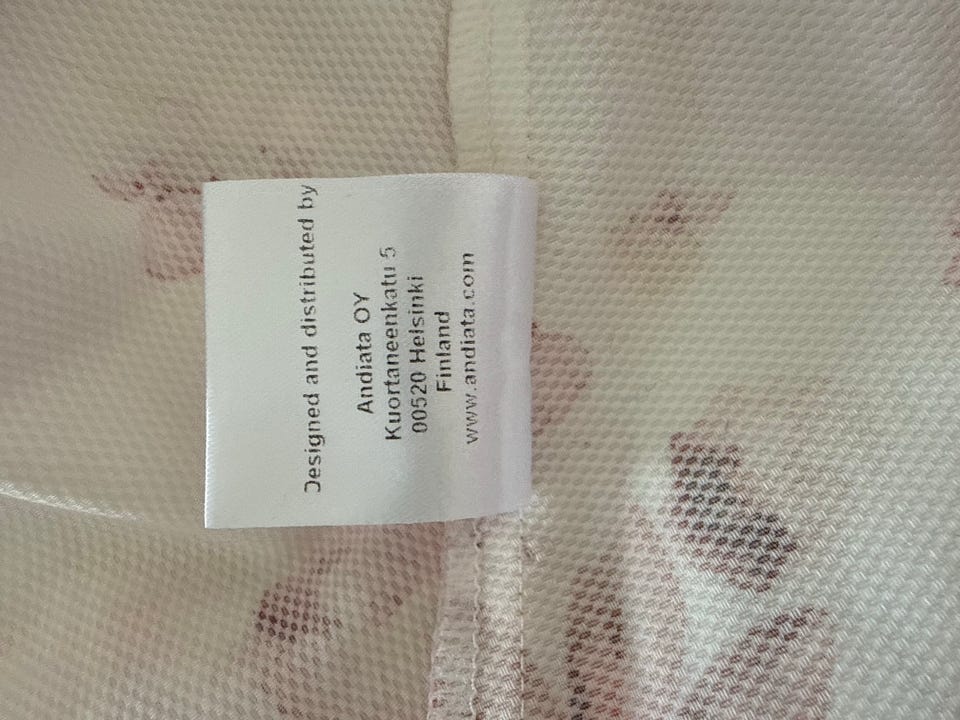 Designed and distributed by
Andiata OY
Kuortaneenkatu 5
00520 Helsinki
Finland
www.andiata.com